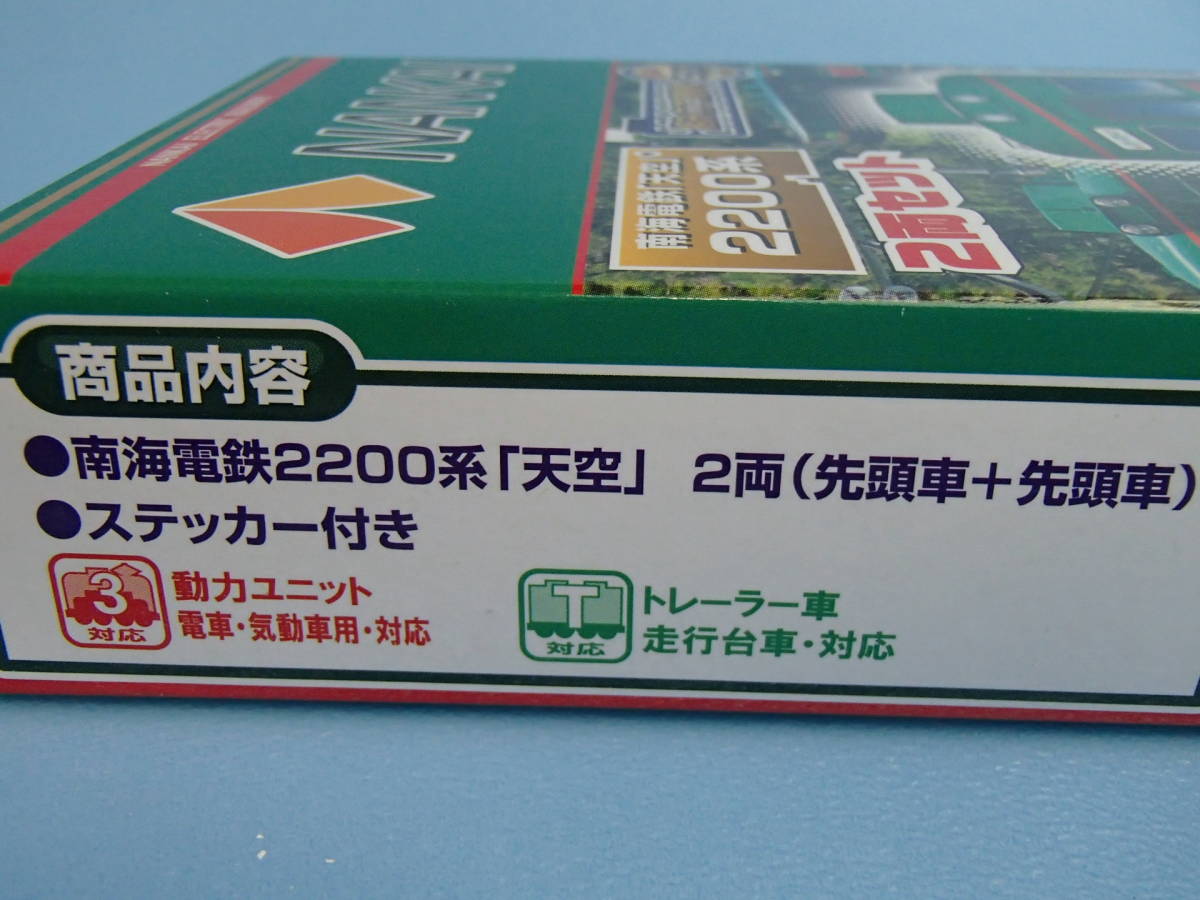 NANKAI
南海電鉄「天空」
2200系
2両セット
商品内容
●南海電鉄2200系「天空」 2両(先頭車+先頭車)
●ステッカー付き
3
対応
動力ユニット
電車・気動車用・対応
T
対応
トレーラー車
走行台車・対応